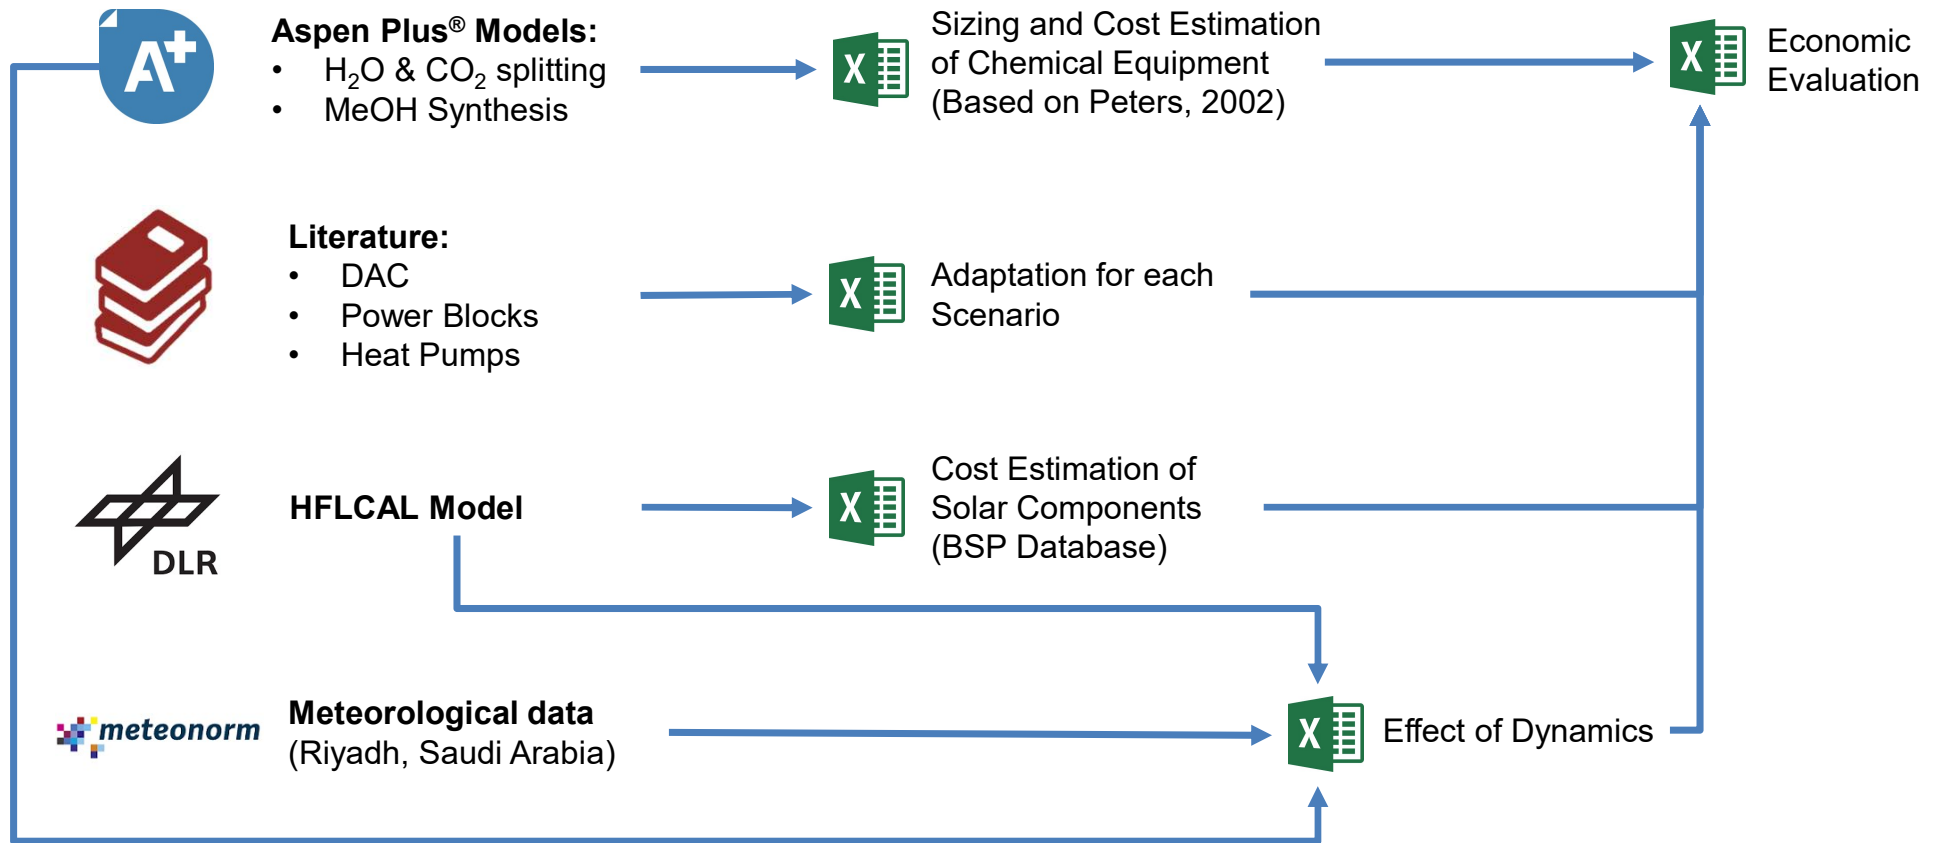 A+
Aspen Plus® Models:
• H₂O & CO₂ splitting
• MeOH Synthesis
X
Sizing and Cost Estimation
of Chemical Equipment
(Based on Peters, 2002)
X
Economic
Evaluation
Literature:
• DAC
• Power Blocks
• Heat Pumps
X
Adaptation for each
Scenario
DLR
HFLCAL Model
X
Cost Estimation of
Solar Components
(BSP Database)
meteonorm
Meteorological data
(Riyadh, Saudi Arabia)
X
Effect of Dynamics